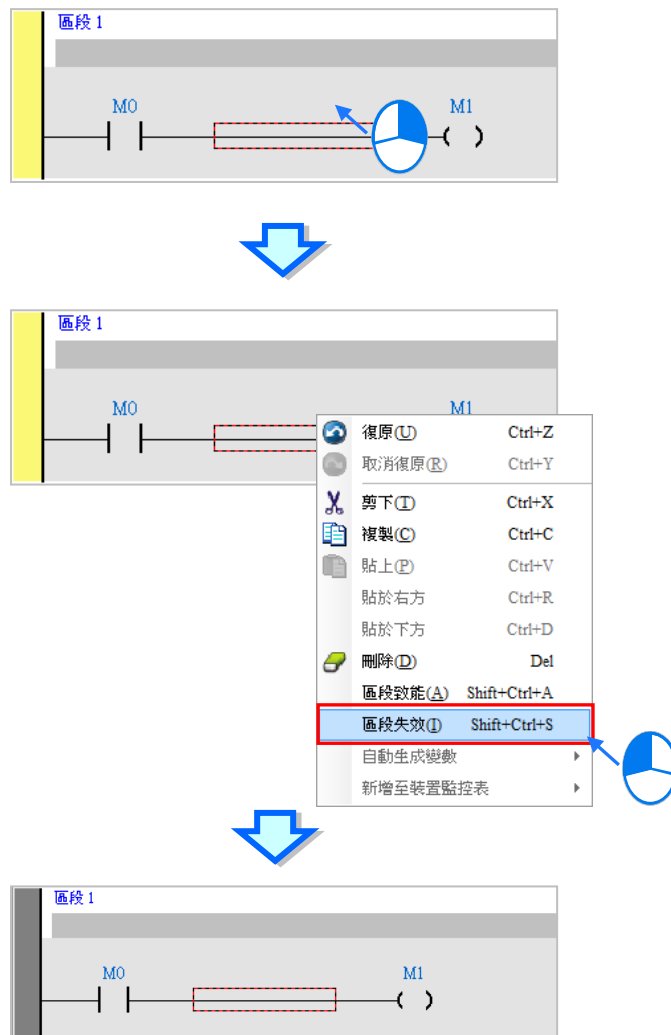 區段 1
M0 M1
區段 1
M0 M1
復原(U) Ctrl+Z
取消復原(R) Ctrl+Y
剪下(T) Ctrl+X
複製(C) Ctrl+C
貼上(P) Ctrl+V
貼於右方 Ctrl+R
貼於下方 Ctrl+D
刪除(D) Del
區段致能(A) Shift+Ctrl+A
區段失效(I) Shift+Ctrl+S
自動生成變數
新增至裝置監控表
區段 1
M0 M1